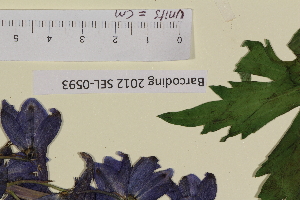 Units = cm
0 1 2 3 4 5
Barcoding 2012 SEL-0593